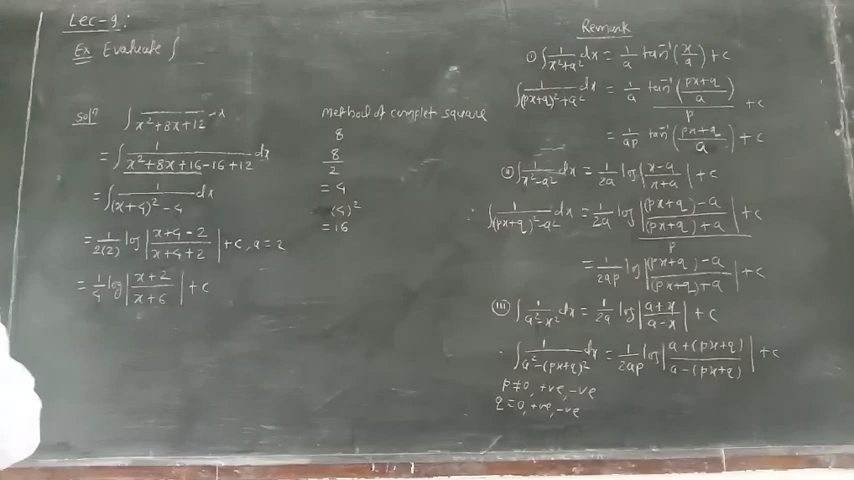 Lec-9:
Ex Evaluate ∫
solⁿ ∫ 1/(x²+8x+12) dx
= ∫ 1/(x²+8x+16-16+12) dx
= ∫ 1/((x+4)²-4) dx
= 1/2(2) log |(x+4-2)/(x+4+2)| + c, a=2
= 1/4 log |(x+2)/(x+6)| + c
method of complet square
8
8/2
= 4
(4)²
= 16
Remark
(i) ∫ 1/(x²+a²) dx = 1/a tan⁻¹(x/a) + c
∫ 1/((px+q)²+a²) dx = 1/a tan⁻¹((px+q)/a)/p + c
= 1/ap tan⁻¹((px+q)/a) + c
(ii) ∫ 1/(x²-a²) dx = 1/2a log |(x-a)/(x+a)| + c
∴ ∫ 1/((px+q)²-a²) dx = 1/2a log |((px+q)-a)/((px+q)+a)|/p + c
= 1/2ap log |((px+q)-a)/((px+q)+a)| + c
(iii) ∫ 1/(a²-x²) dx = 1/2a log |(a+x)/(a-x)| + c
∫ 1/(a²-(px+q)²) dx = 1/2ap log |(a+(px+q))/(a-(px+q))| + c
p≠0, +ve, -ve
q=0, +ve, -ve